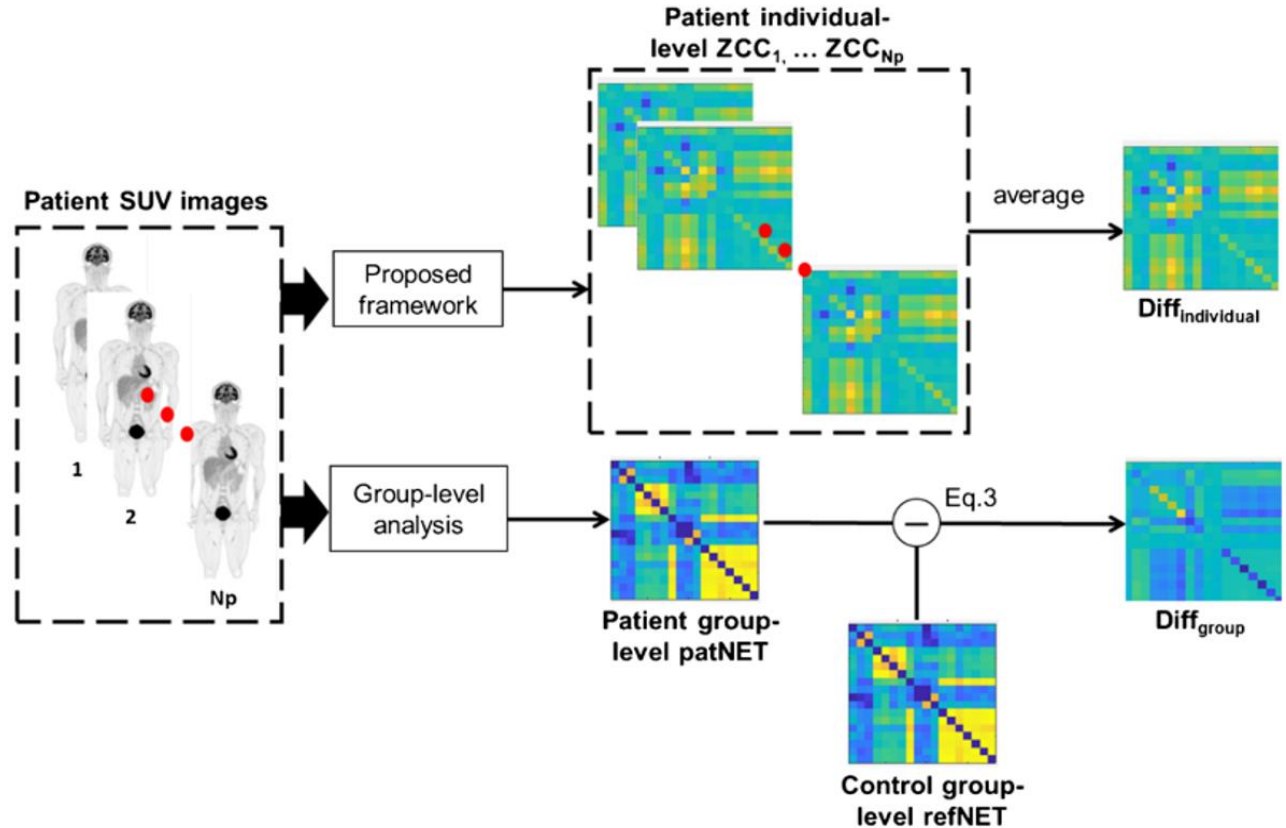 Patient individual-
level ZCC1, ... ZCCNp
Patient SUV images
1
2
Np
Proposed
framework
average
Diffindividual
Group-level
analysis
Patient group-
level patNET
Eq.3
Control group-
level refNET
Diffgroup